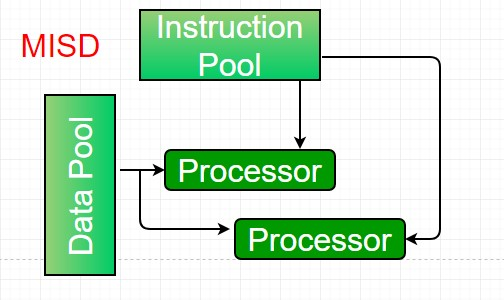 MISD
Instruction
Pool
Data Pool
Processor
Processor